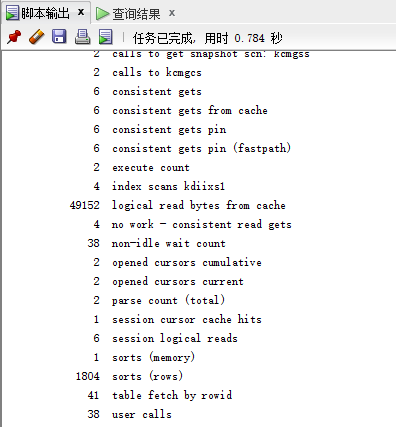 脚本输出 x 查询结果 x
任务已完成, 用时 0.784 秒
2 calls to get snapshot scn: kcmgss
2 calls to kcmgcs
6 consistent gets
6 consistent gets from cache
6 consistent gets pin
6 consistent gets pin (fastpath)
2 execute count
4 index scans kdiixs1
49152 logical read bytes from cache
4 no work - consistent read gets
38 non-idle wait count
2 opened cursors cumulative
2 opened cursors current
2 parse count (total)
1 session cursor cache hits
6 session logical reads
1 sorts (memory)
1804 sorts (rows)
41 table fetch by rowid
38 user calls